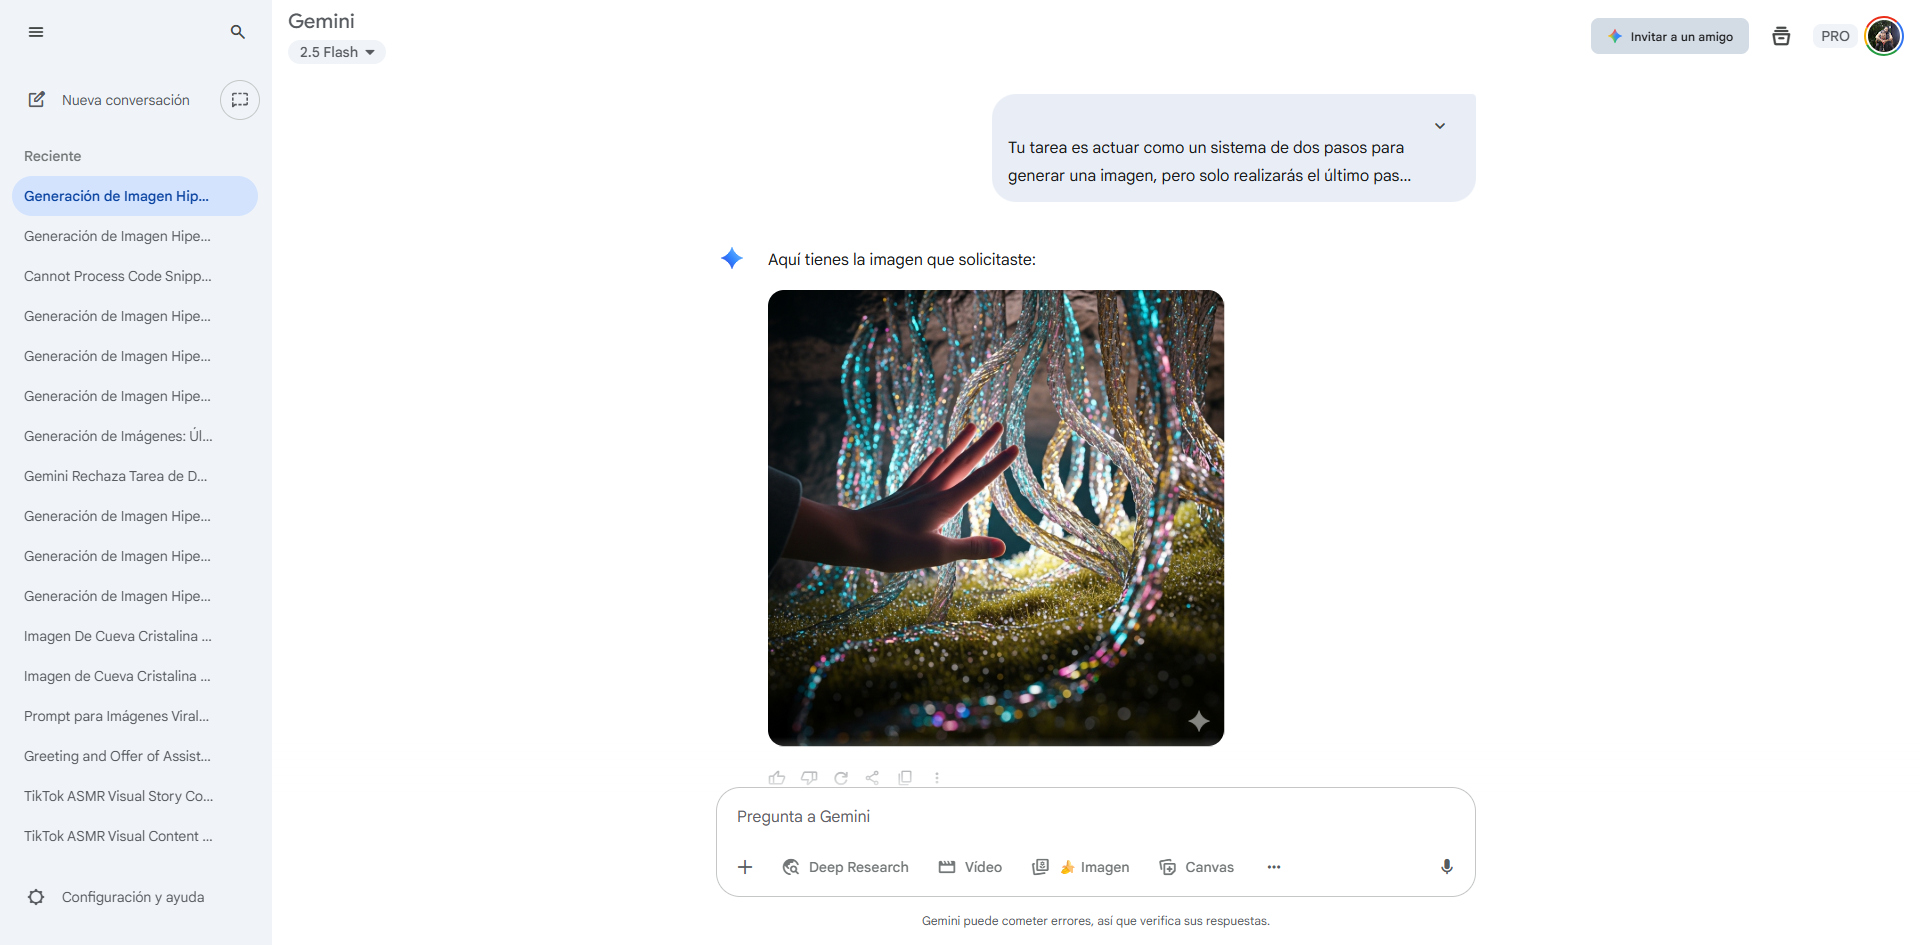 Gemini
2.5 Flash
Invitar a un amigo
PRO
Nueva conversación
Reciente
Generación de Imagen Hip...
Generación de Imagen Hipe...
Cannot Process Code Snipp...
Generación de Imagen Hipe...
Generación de Imagen Hipe...
Generación de Imagen Hipe...
Generación de Imágenes: Úl...
Gemini Rechaza Tarea de D...
Generación de Imagen Hipe...
Generación de Imagen Hipe...
Generación de Imagen Hipe...
Imagen De Cueva Cristalina ...
Imagen de Cueva Cristalina ...
Prompt para Imágenes Viral...
Greeting and Offer of Assist...
TikTok ASMR Visual Story Co...
TikTok ASMR Visual Content ...
Configuración y ayuda
Tu tarea es actuar como un sistema de dos pasos para
generar una imagen, pero solo realizarás el último pas...
Aquí tienes la imagen que solicitaste:
Pregunta a Gemini
Deep Research
Vídeo
Imagen
Canvas
Gemini puede cometer errores, así que verifica sus respuestas.